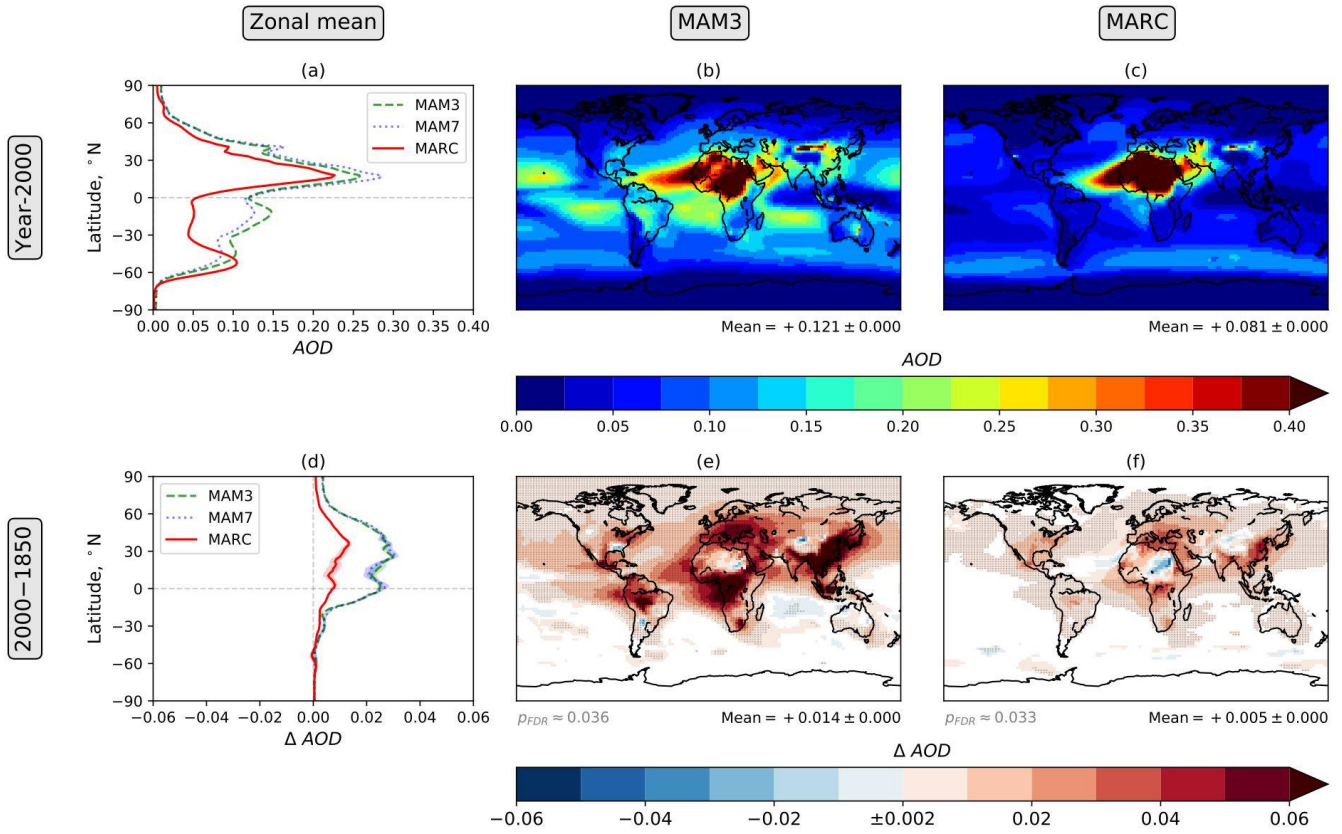 Zonal mean
MAM3
MARC
Year-2000
(a)
90
60
30
0
−30
−60
−90
Latitude, °N
MAM3
MAM7
MARC
0.00 0.05 0.10 0.15 0.20 0.25 0.30 0.35 0.40
AOD
(b)
Mean = +0.121 ± 0.000
(c)
Mean = +0.081 ± 0.000
AOD
0.00 0.05 0.10 0.15 0.20 0.25 0.30 0.35 0.40
2000−1850
(d)
90
60
30
0
−30
−60
−90
Latitude, °N
MAM3
MAM7
MARC
−0.06 −0.04 −0.02 0.00 0.02 0.04 0.06
Δ AOD
(e)
pFDR ≈ 0.036
Mean = +0.014 ± 0.000
(f)
pFDR ≈ 0.033
Mean = +0.005 ± 0.000
Δ AOD
−0.06 −0.04 −0.02 ±0.002 0.02 0.04 0.06